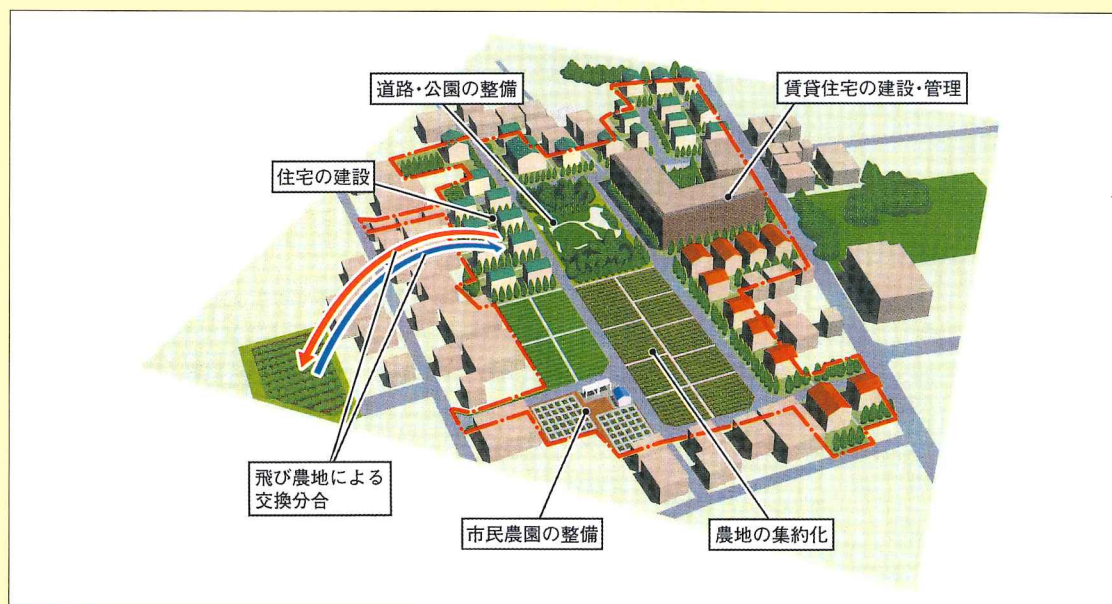 道路・公園の整備
賃貸住宅の建設・管理
住宅の建設
飛び農地による
交換分合
市民農園の整備
農地の集約化